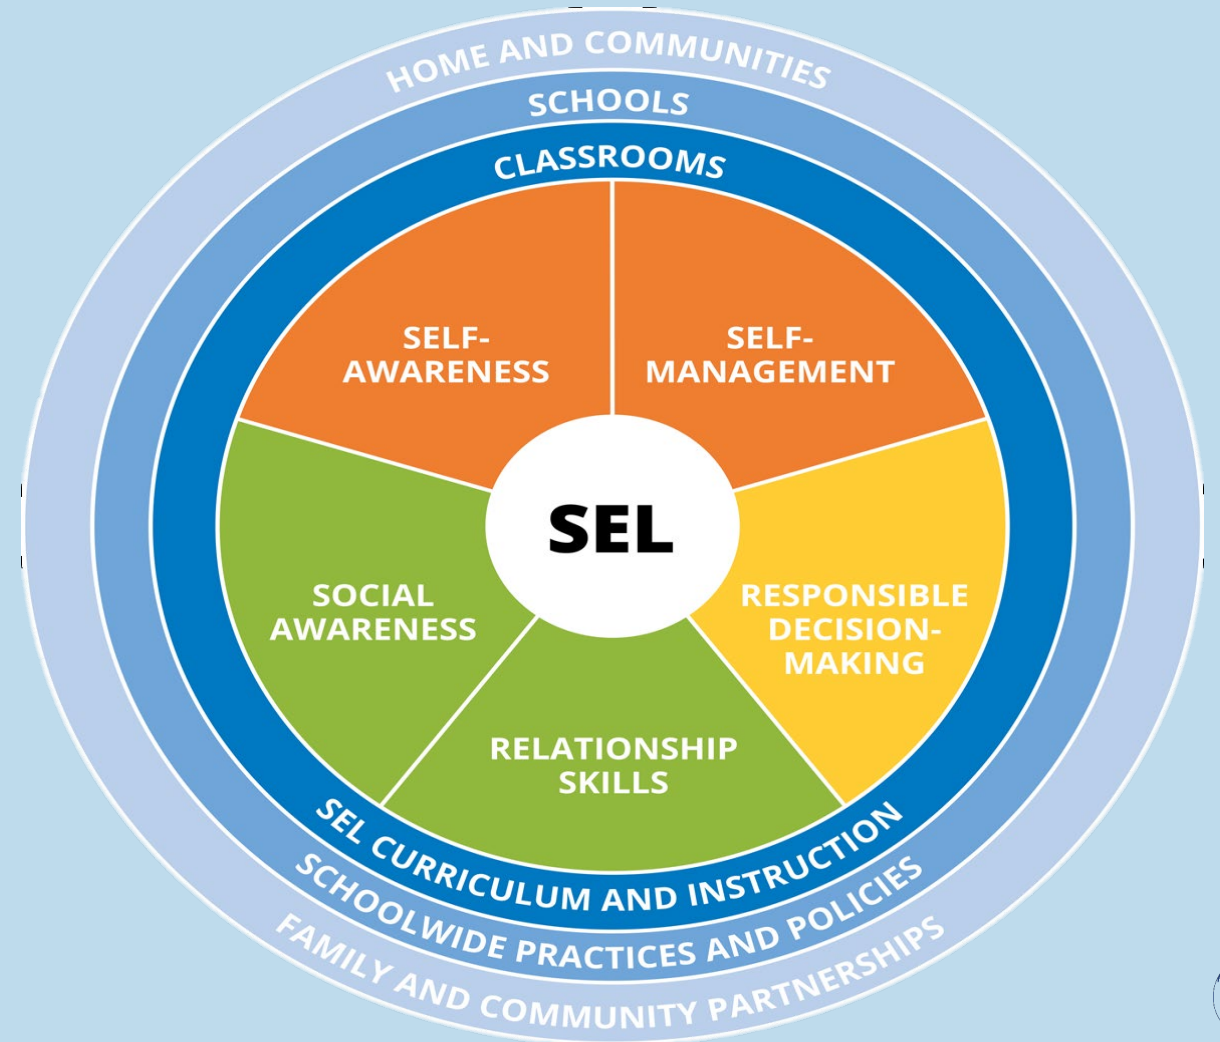 HOME AND COMMUNITIES
SCHOOLS
CLASSROOMS
SELF-
AWARENESS
SELF-
MANAGEMENT
SEL
SOCIAL
AWARENESS
RESPONSIBLE
DECISION-
MAKING
RELATIONSHIP
SKILLS
SEL CURRICULUM AND INSTRUCTION
SCHOOLWIDE PRACTICES AND POLICIES
FAMILY AND COMMUNITY PARTNERSHIPS